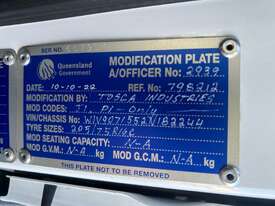 SER NO.
Queensland
Government
MODIFICATION PLATE
A/OFFICER No: 2939
DATE: 10-10-22 REF. No: 798212
MODIFICATION BY: TOSCA INDUSTRIES
MOD CODES: J1, P1-Only
VIN/CHASSIS No:
TYRE SIZES: 205/75R16C
MOD SEATING CAPACITY: N-A
MOD G.V.M: N-A kg MOD G.C.M: N-A kg
THIS PLATE NOT TO BE REMOVED